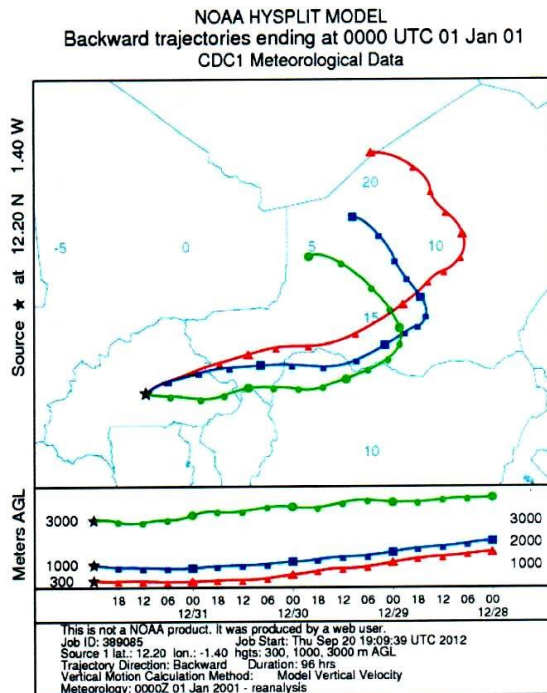 NOAA HYSPLIT MODEL
Backward trajectories ending at 0000 UTC 01 Jan 01
CDC1 Meteorological Data
Source ★ at 12.20 N 1.40 W
20
-5 0 5 10
15
10
Meters AGL
3000 3000
2000
1000 1000
300
18 12 06 00 18 12 06 00 18 12 06 00 18 12 06 00
12/31 12/30 12/29 12/28
This is not a NOAA product. It was produced by a web user.
Job ID: 389085 Job Start: Thu Sep 20 19:09:39 UTC 2012
Source 1 lat.: 12.20 lon.: -1.40 hgts: 300, 1000, 3000 m AGL
Trajectory Direction: Backward Duration: 96 hrs
Vertical Motion Calculation Method: Model Vertical Velocity
Meteorology: 0000Z 01 Jan 2001 - reanalysis